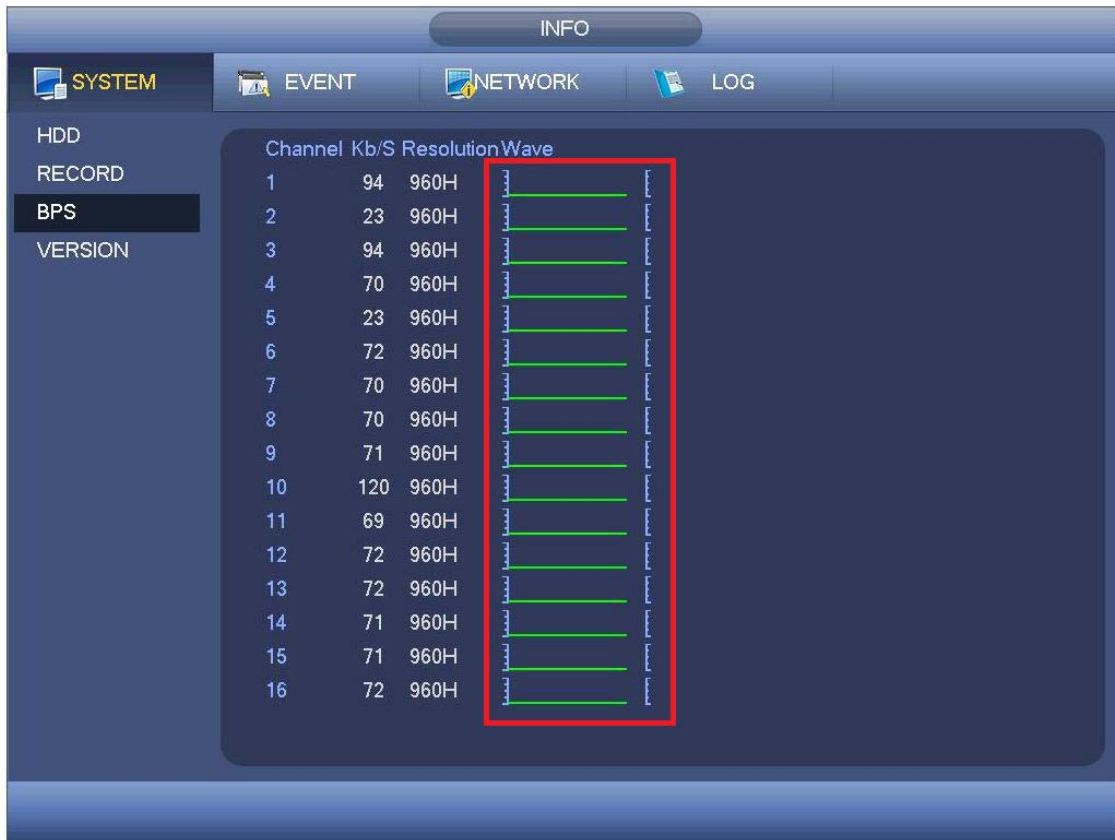 INFO
SYSTEM EVENT NETWORK LOG
HDD
RECORD
BPS
VERSION
Channel Kb/S Resolution Wave
1 94 960H
2 23 960H
3 94 960H
4 70 960H
5 23 960H
6 72 960H
7 70 960H
8 70 960H
9 71 960H
10 120 960H
11 69 960H
12 72 960H
13 72 960H
14 71 960H
15 71 960H
16 72 960H